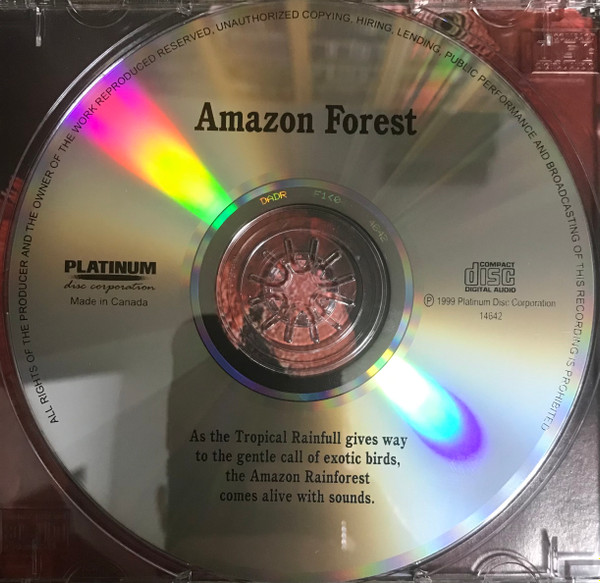 ALL RIGHTS OF THE PRODUCER AND THE OWNER OF THE WORK REPRODUCED RESERVED, UNAUTHORIZED COPYING, HIRING, LENDING, PUBLIC PERFORMANCE AND BROADCASTING OF THIS RECORDING IS PROHIBITED
Amazon Forest
DADR
PLATINUM
disc corporation
Made in Canada
COMPACT
disc
DIGITAL AUDIO
Ⓟ 1999 Platinum Disc Corporation
14642
As the Tropical Rainfull gives way
to the gentle call of exotic birds,
the Amazon Rainforest
comes alive with sounds.